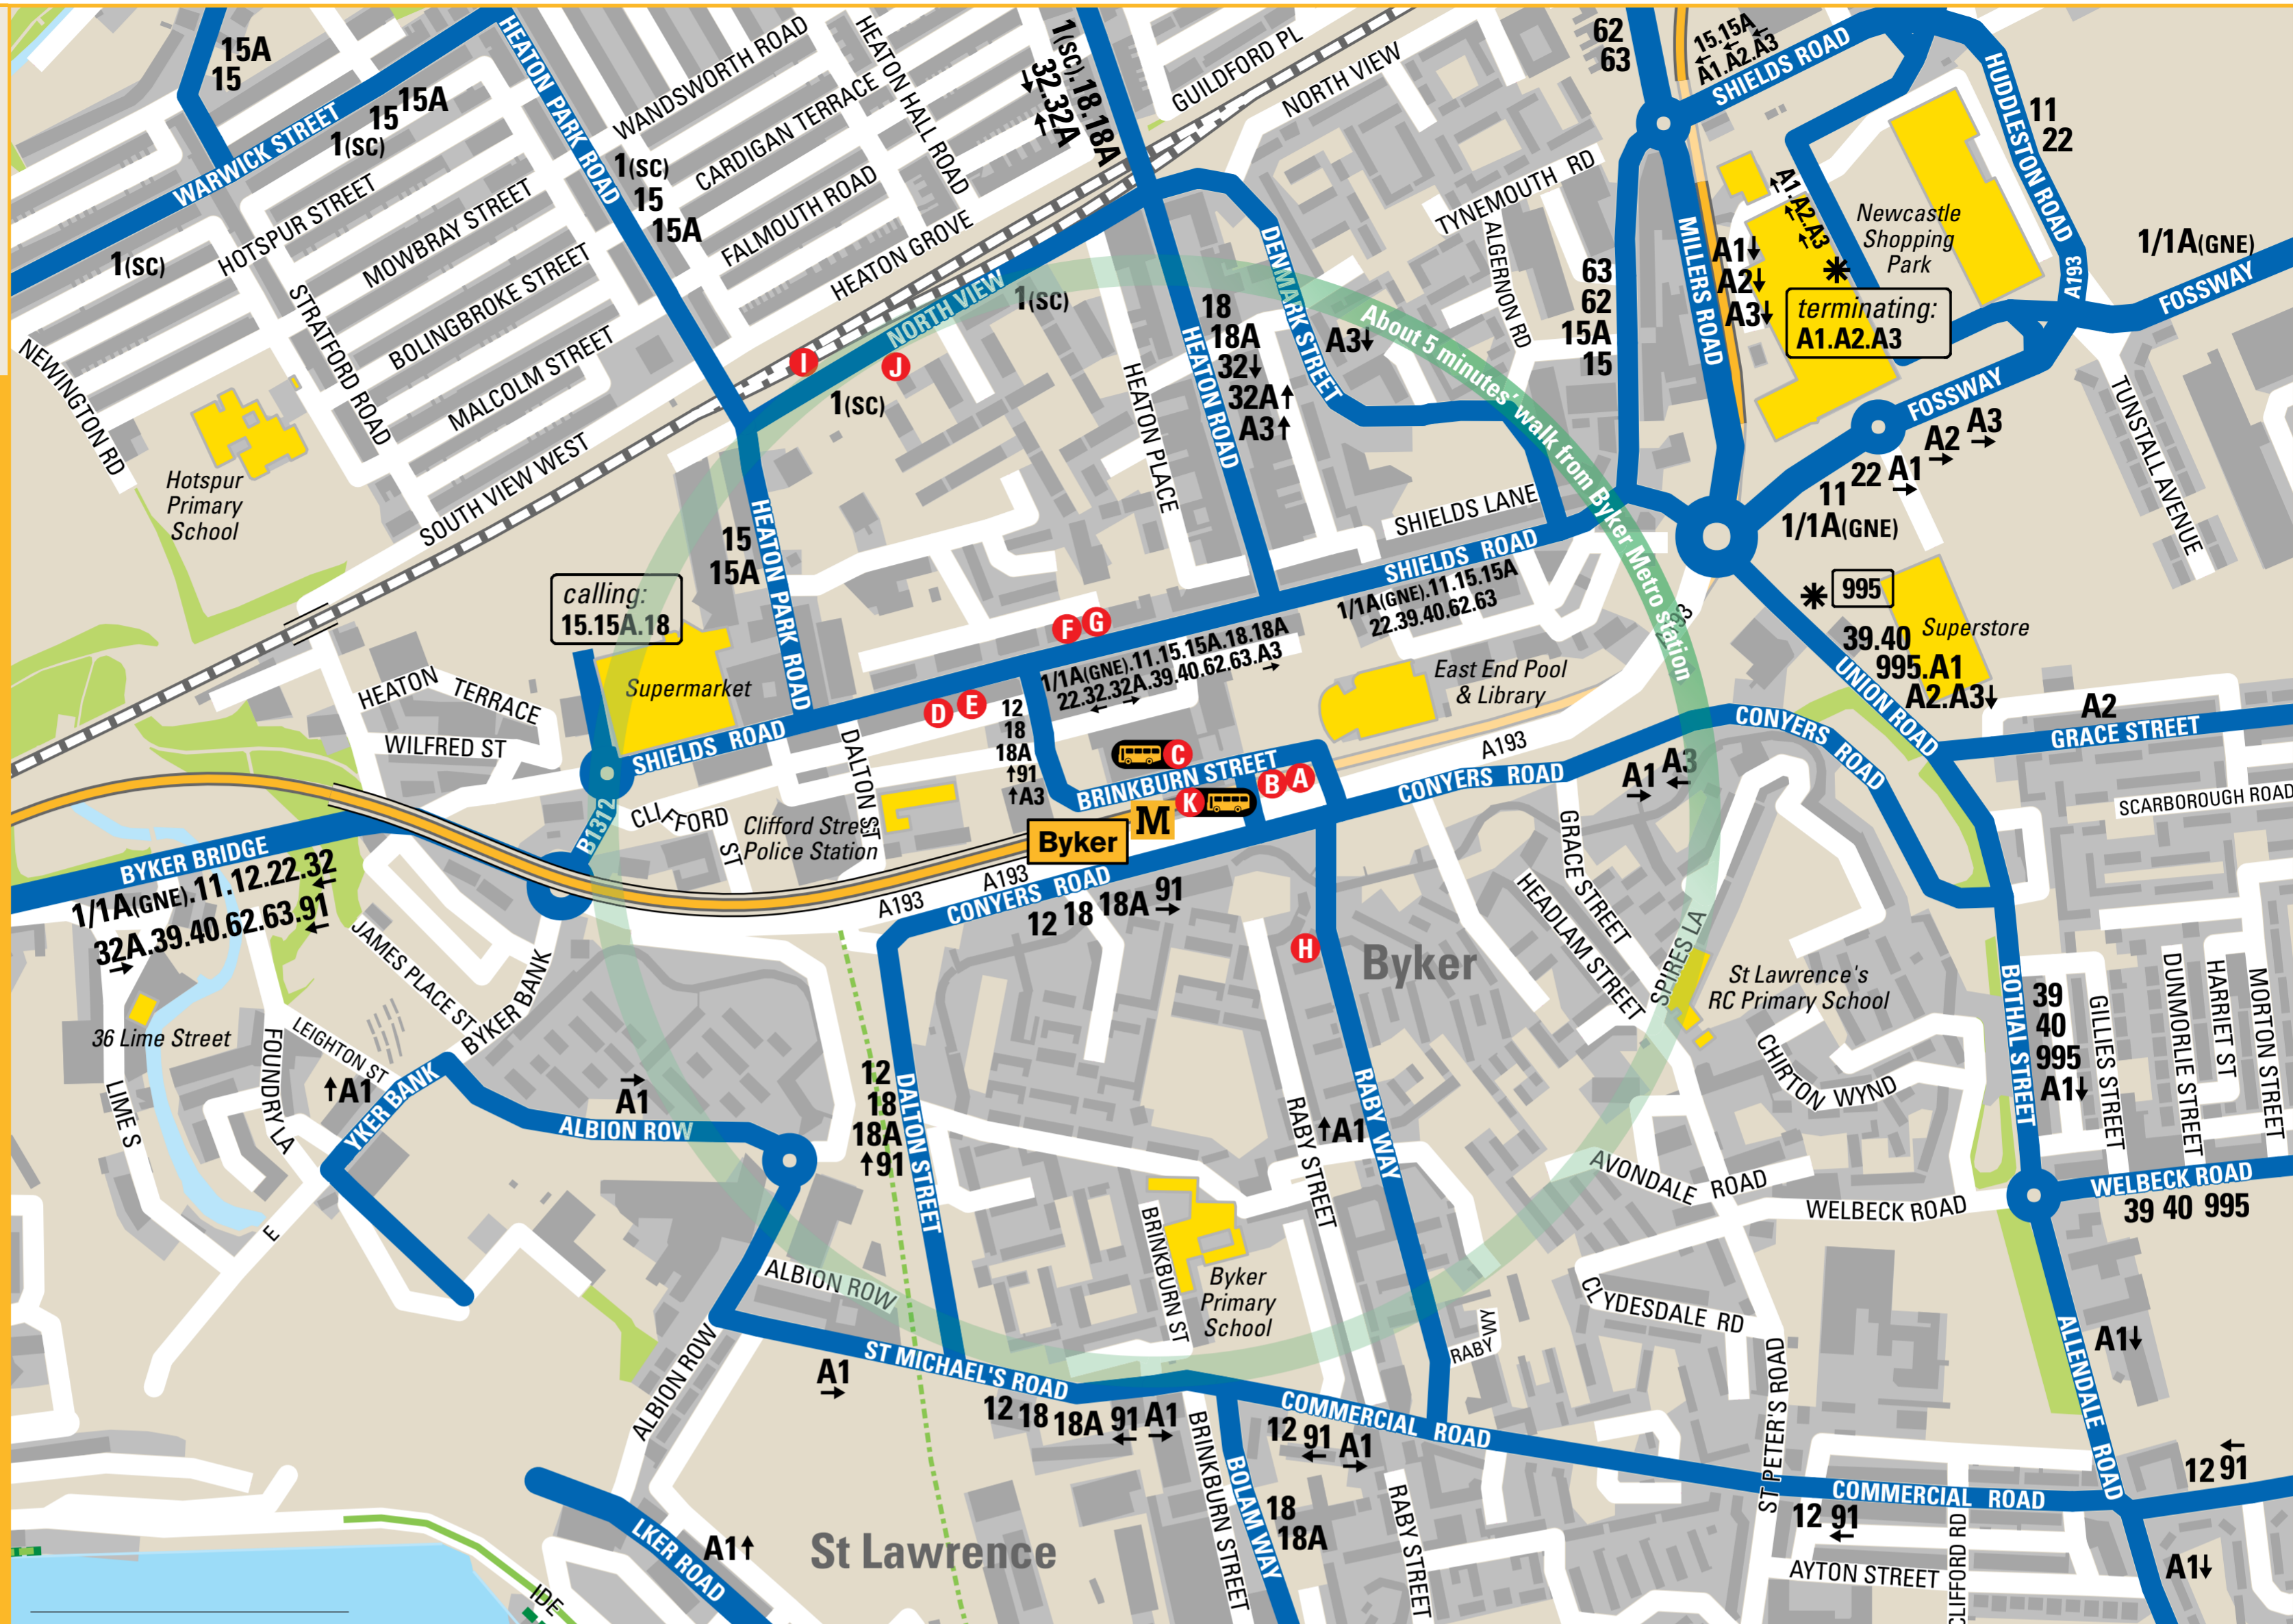 15A
15
WARWICK STREET
15 15A
1(SC)
1(SC)
HEATON PARK ROAD
WANDSWORTH ROAD
HEATON HALL ROAD
CARDIGAN TERRACE
FALMOUTH ROAD
HEATON GROVE
1(SC)
15
15A
1(SC).18.18A
32.32A
GUILDFORD PL
NORTH VIEW
62
63
15.15A
A1.A2.A3
SHIELDS ROAD
HUDDLESTON ROAD
11
22
HOTSPUR STREET
MOWBRAY STREET
BOLINGBROKE STREET
MALCOLM STREET
STRATFORD ROAD
NEWINGTON RD
SOUTH VIEW WEST
Hotspur
Primary
School
NORTH VIEW
1(SC)
1(SC)
I
J
TYNEMOUTH RD
ALGERNON RD
DENMARK STREET
A3↓
HEATON ROAD
18
18A
32↓
32A↑
A3↑
HEATON PLACE
63
62
15A
15
MILLERS ROAD
A1↓
A2↓
A3↓
A1.A2.A3
Newcastle
Shopping
Park
terminating:
A1.A2.A3
A193
1/1A(GNE)
FOSSWAY
FOSSWAY
11 22 A1 A2 A3
1/1A(GNE)
TUNSTALL AVENUE
About 5 minutes' walk from Byker Metro station
HEATON PARK ROAD
15
15A
calling:
15.15A.18
Supermarket
SHIELDS LANE
SHIELDS ROAD
1/1A(GNE).11.15.15A
22.39.40.62.63
F
G
1/1A(GNE).11.15.15A.18.18A
22.32.32A.39.40.62.63.A3
D
E
12
18
18A
↑91
↑A3
East End Pool
& Library
995
Superstore
39.40
995.A1
A2.A3↓
UNION ROAD
A2
GRACE STREET
SCARBOROUGH ROAD
HEATON TERRACE
WILFRED ST
SHIELDS ROAD
B1312
CLIFFORD ST
DALTON ST
Clifford Street
Police Station
BRINKBURN STREET
C
B
A
K
M
Byker
A193
CONYERS ROAD
CONYERS ROAD
A1 A3
A193
A193
CONYERS ROAD
12 18 18A 91
BYKER BRIDGE
1/1A(GNE).11.12.22.32
32A.39.40.62.63.91
36 Lime Street
JAMES PLACE ST
BYKER BANK
LEIGHTON ST
FOUNDRY LA
LIME S
↑A1
YKER BANK
A1
ALBION ROW
E
H
Byker
GRACE STREET
HEADLAM STREET
SPIRES LA
St Lawrence's
RC Primary School
CHIRTON WYND
BOTHAL STREET
39
40
995
A1↓
GILLIES STREET
DUNMORLIE STREET
HARRIET ST
MORTON STREET
12
18
18A
↑91
DALTON STREET
RABY STREET
↑A1
RABY WAY
AVONDALE ROAD
WELBECK ROAD
WELBECK ROAD
39 40 995
BRINKBURN ST
Byker
Primary
School
ALBION ROW
ALBION ROW
CLYDESDALE RD
RABY WY
ST PETER'S ROAD
ALLENDALE ROAD
A1↓
A1
ST MICHAEL'S ROAD
12 18 18A 91 A1
12 91 A1
COMMERCIAL ROAD
COMMERCIAL ROAD
12 91
12 91
BRINKBURN STREET
BOLAM WAY
18
18A
RABY STREET
CLIFFORD RD
AYTON STREET
A1↓
LKER ROAD
A1↑
St Lawrence
IDE